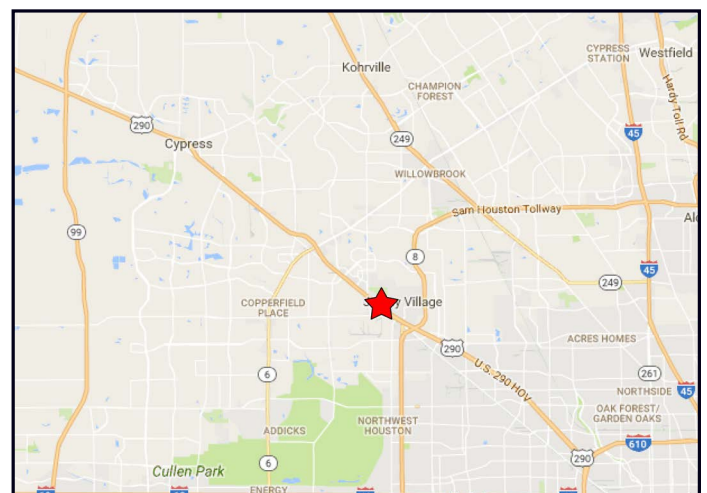 CYPRESS
STATION
Westfield
Kohrville
Hardy Toll Rd
CHAMPION
FOREST
290
45
249
Cypress
WILLOWBROOK
Sam Houston Tollway
99
8
45
249
COPPERFIELD
PLACE
Village
290
ACRES HOMES
U.S. 290 HOV
6
261
NORTHSIDE
45
OAK FOREST/
GARDEN OAKS
NORTHWEST
HOUSTON
ADDICKS
610
290
Cullen Park
6
ENERGY